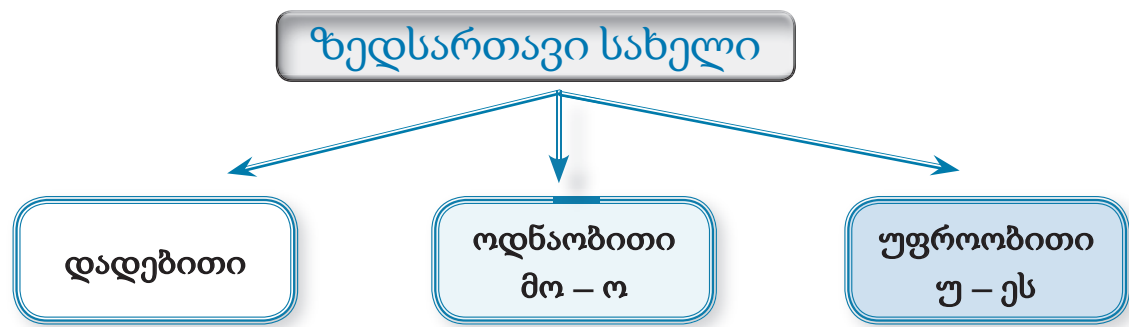 ზედსართავი სახელი
დადებითი
ოდნაობითი
მო – ო
უფროობითი
უ – ეს